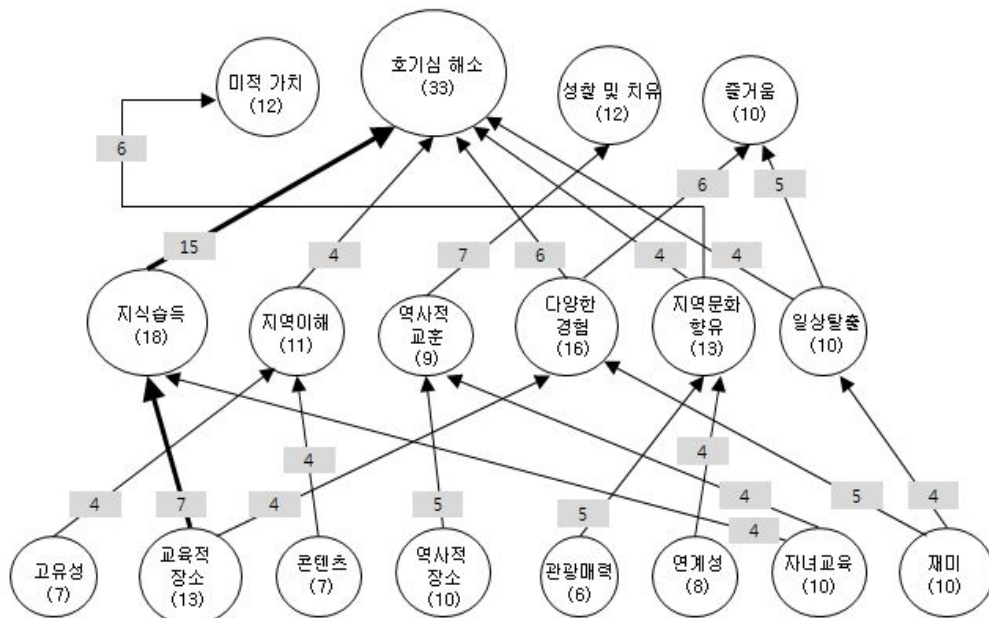 미적 가치
(12)
호기심 해소
(33)
성찰 및 치유
(12)
즐거움
(10)
6
6
5
15
4
7
6
4
4
지식습득
(18)
지역이해
(11)
역사적
교훈
(9)
다양한
경험
(16)
지역문화
향유
(13)
일상탈출
(10)
4
7
4
4
5
5
4
4
4
5
4
고유성
(7)
교육적
장소
(13)
콘텐츠
(7)
역사적
장소
(10)
관광매력
(6)
연계성
(8)
자녀교육
(10)
재미
(10)